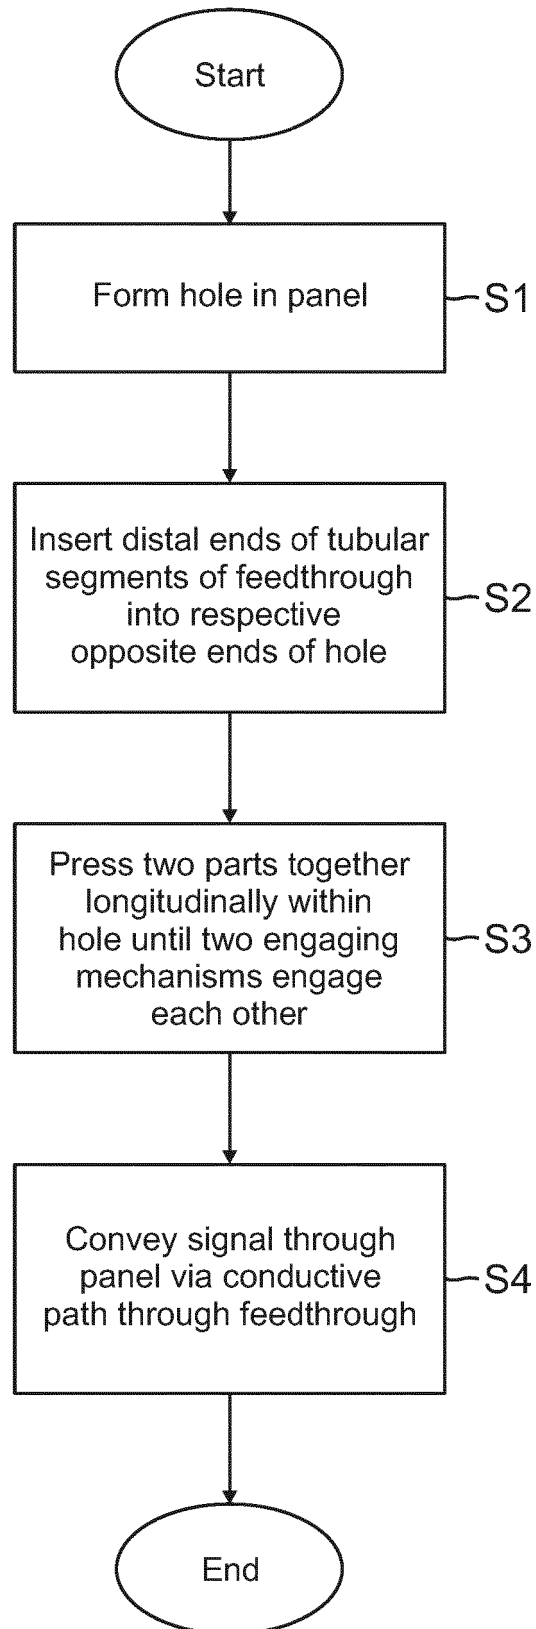 Start
Form hole in panel
S1
Insert distal ends of tubular
segments of feedthrough
into respective
opposite ends of hole
S2
Press two parts together
longitudinally within
hole until two engaging
mechanisms engage
each other
S3
Convey signal through
panel via conductive
path through feedthrough
S4
End